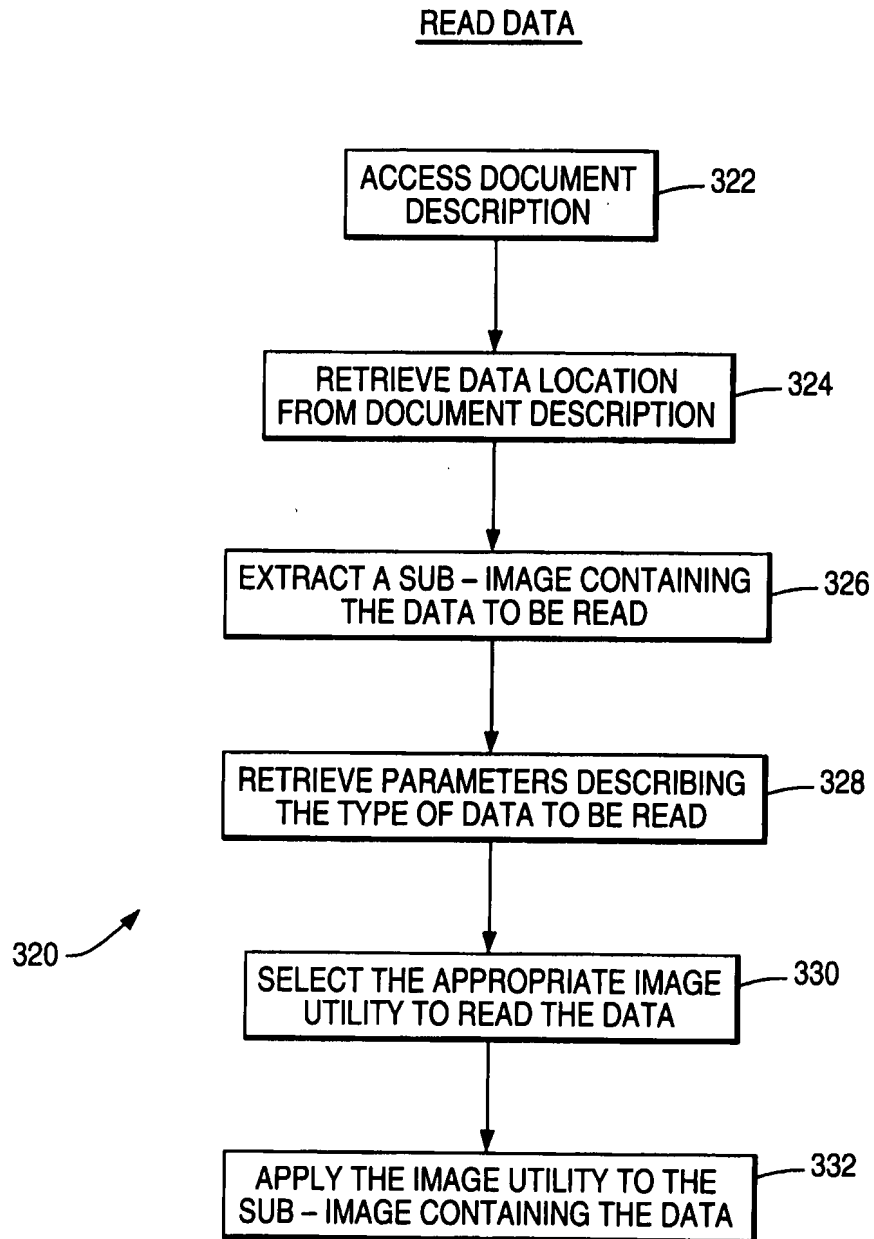 READ DATA
ACCESS DOCUMENT
DESCRIPTION
322
RETRIEVE DATA LOCATION
FROM DOCUMENT DESCRIPTION
324
EXTRACT A SUB – IMAGE CONTAINING
THE DATA TO BE READ
326
RETRIEVE PARAMETERS DESCRIBING
THE TYPE OF DATA TO BE READ
328
320
SELECT THE APPROPRIATE IMAGE
UTILITY TO READ THE DATA
330
APPLY THE IMAGE UTILITY TO THE
SUB – IMAGE CONTAINING THE DATA
332